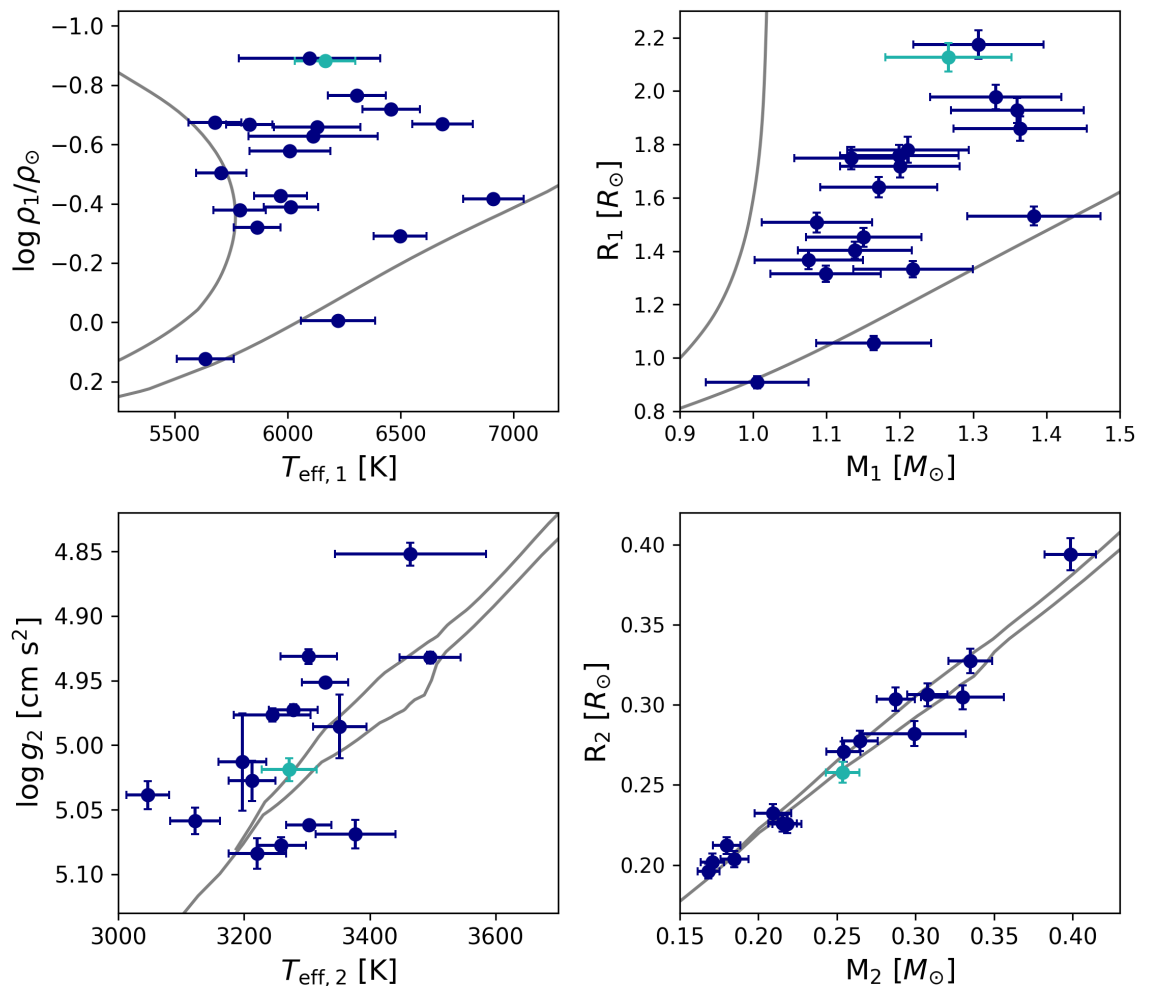 −1.0
−0.8
−0.6
−0.4
−0.2
0.0
0.2
log ρ₁/ρ⊙
5500 6000 6500 7000
T_eff, 1 [K]
2.2
2.0
1.8
1.6
1.4
1.2
1.0
0.8
R₁ [R⊙]
0.9 1.0 1.1 1.2 1.3 1.4 1.5
M₁ [M⊙]
4.85
4.90
4.95
5.00
5.05
5.10
log g₂ [cm s²]
3000 3200 3400 3600
T_eff, 2 [K]
0.40
0.35
0.30
0.25
0.20
R₂ [R⊙]
0.15 0.20 0.25 0.30 0.35 0.40
M₂ [M⊙]